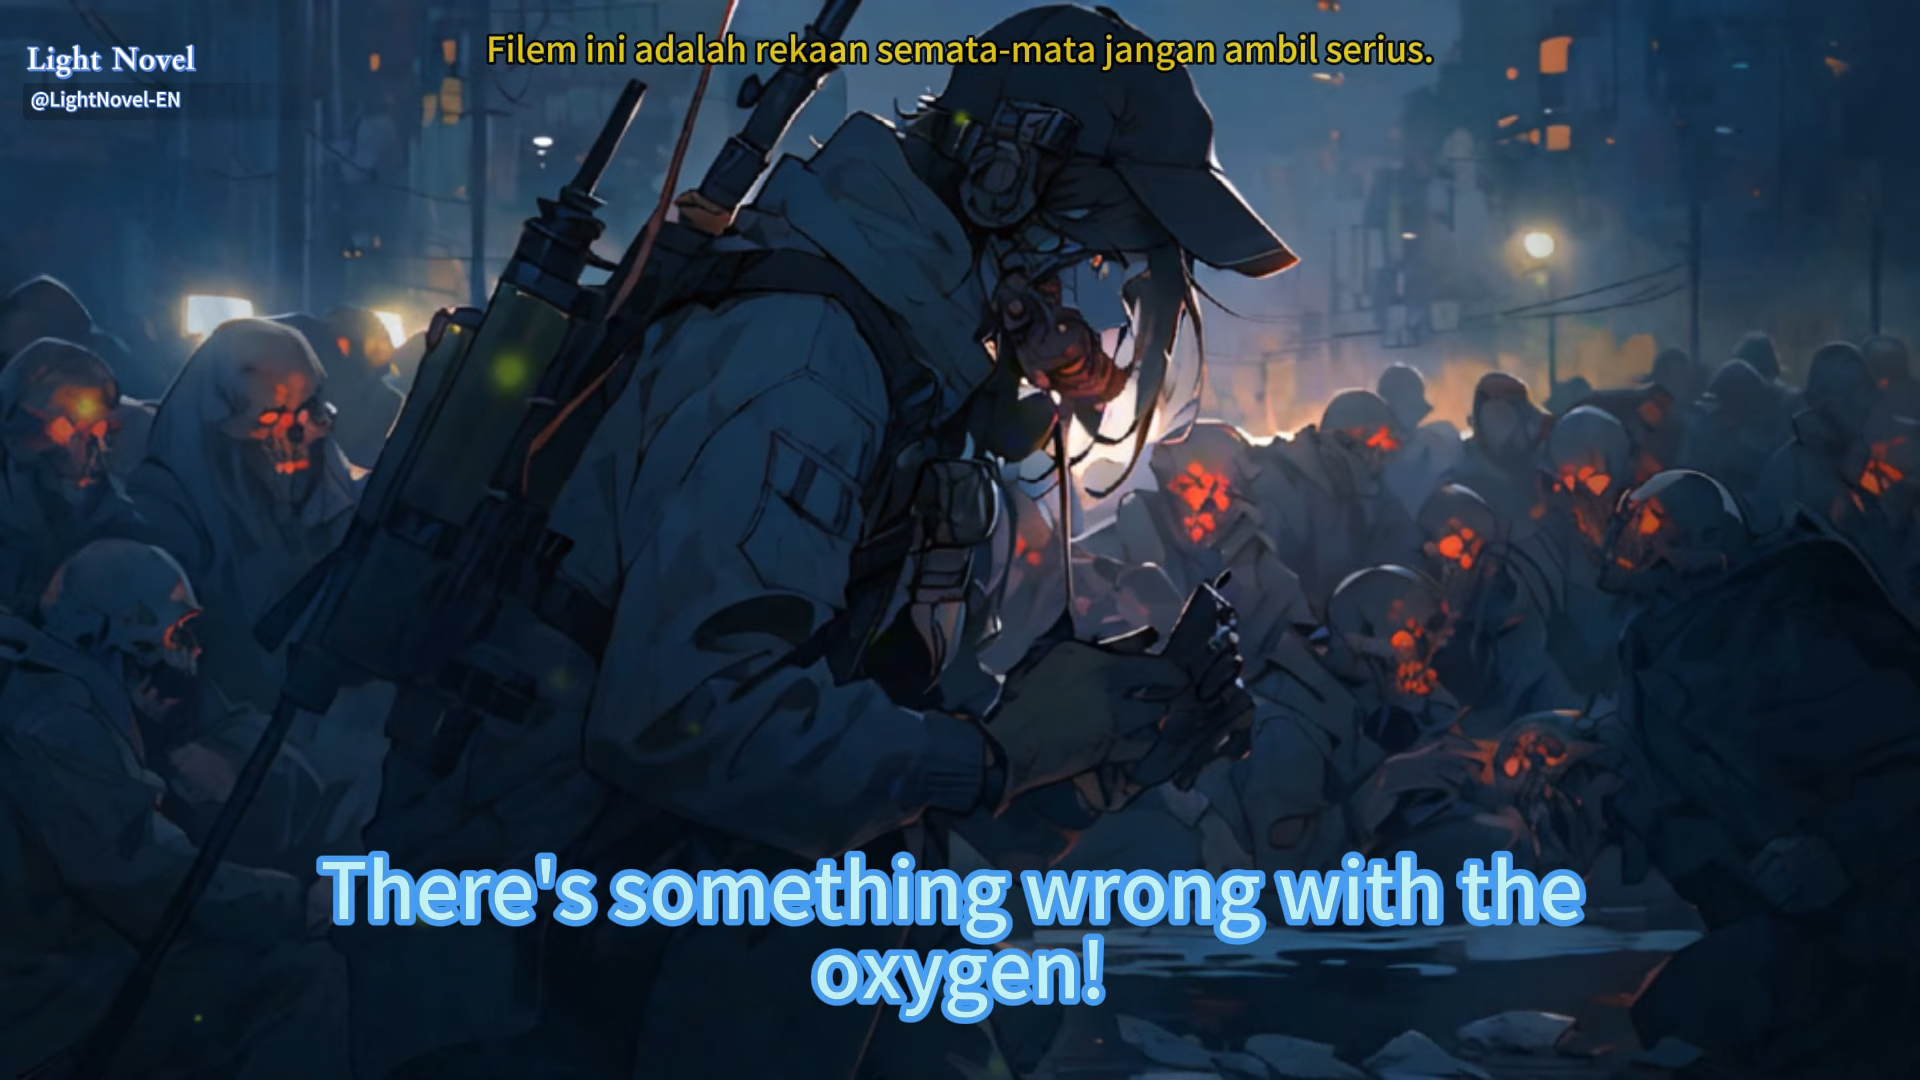 Light Novel
@LightNovel-EN
Filem ini adalah rekaan semata-mata jangan ambil serius.
There's something wrong with the
oxygen!